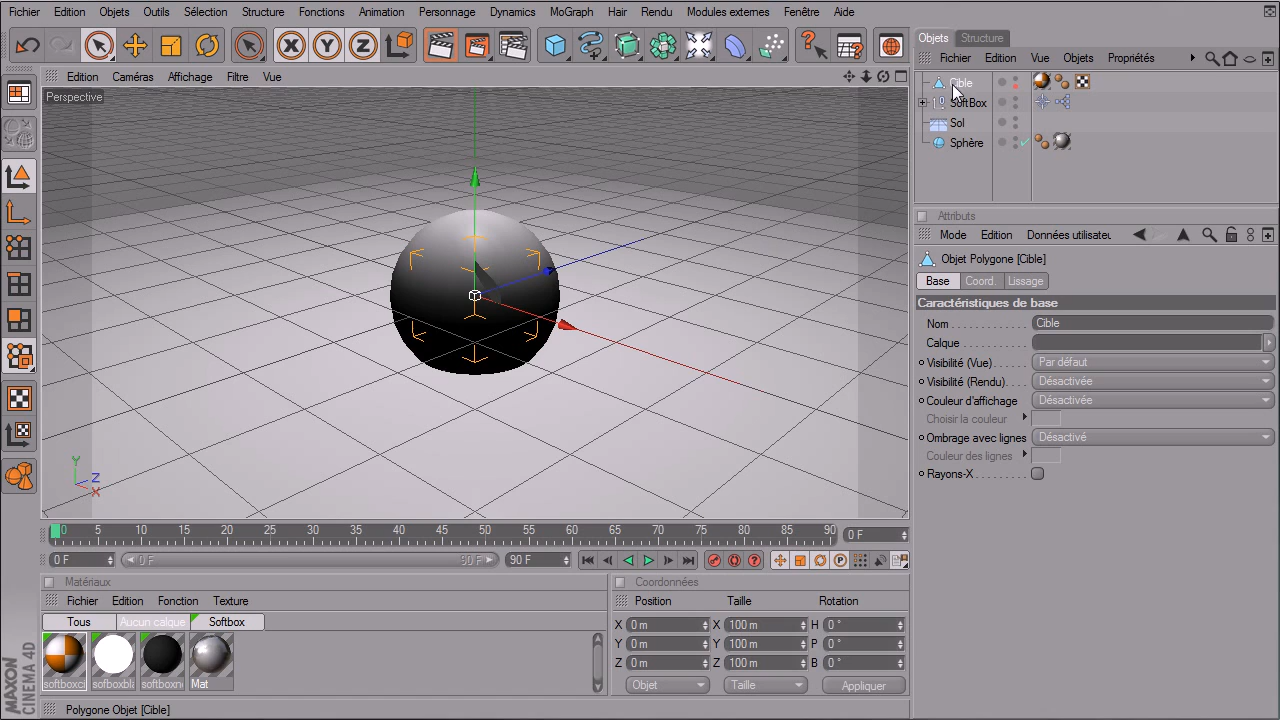 Fichier Edition Objets Outils Sélection Structure Fonctions Animation Personnage Dynamics MoGraph Hair Rendu Modules externes Fenêtre Aide
Objets Structure
Fichier Edition Vue Objets Propriétés
Cible
SoftBox
Sol
Sphère
Edition Caméras Affichage Filtre Vue
Perspective
Y
Z
X
Attributs
Mode Edition Données utilisateu
Objet Polygone [Cible]
Base Coord. Lissage
Caractéristiques de base
Nom Cible
Calque
Visibilité (Vue) Par défaut
Visibilité (Rendu) Désactivée
Couleur d'affichage Désactivée
Choisir la couleur
Ombrage avec lignes Désactivé
Couleur des lignes
Rayons-X
0 5 10 15 20 25 30 35 40 45 50 55 60 65 70 75 80 85 90 0 F
0 F 0 F 90 F 90 F
Matériaux
Fichier Edition Fonction Texture
Tous Aucun calque Softbox
softboxci sofboxbla softboxno Mat
Coordonnées
Position Taille Rotation
X 0 m X 100 m H 0 °
Y 0 m Y 100 m P 0 °
Z 0 m Z 100 m B 0 °
Objet Taille Appliquer
MAXON
CINEMA 4D
Polygone Objet [Cible]